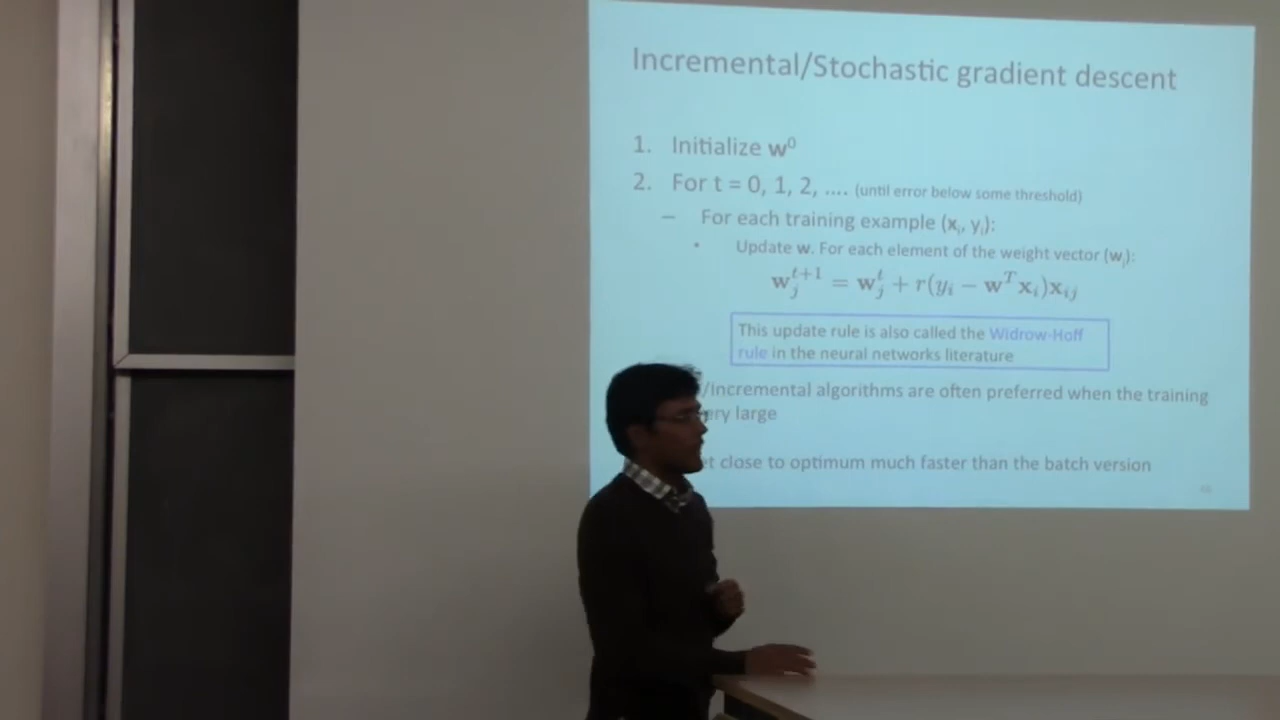 Incremental/Stochastic gradient descent
1. Initialize w⁰
2. For t = 0, 1, 2, .... (until error below some threshold)
– For each training example (xᵢ, yᵢ):
• Update w. For each element of the weight vector (wⱼ):
wⱼᵗ⁺¹ = wⱼᵗ + r(yᵢ − wᵀxᵢ)xᵢⱼ
This update rule is also called the Widrow-Hoff
rule in the neural networks literature
/Incremental algorithms are often preferred when the training
large
close to optimum much faster than the batch version